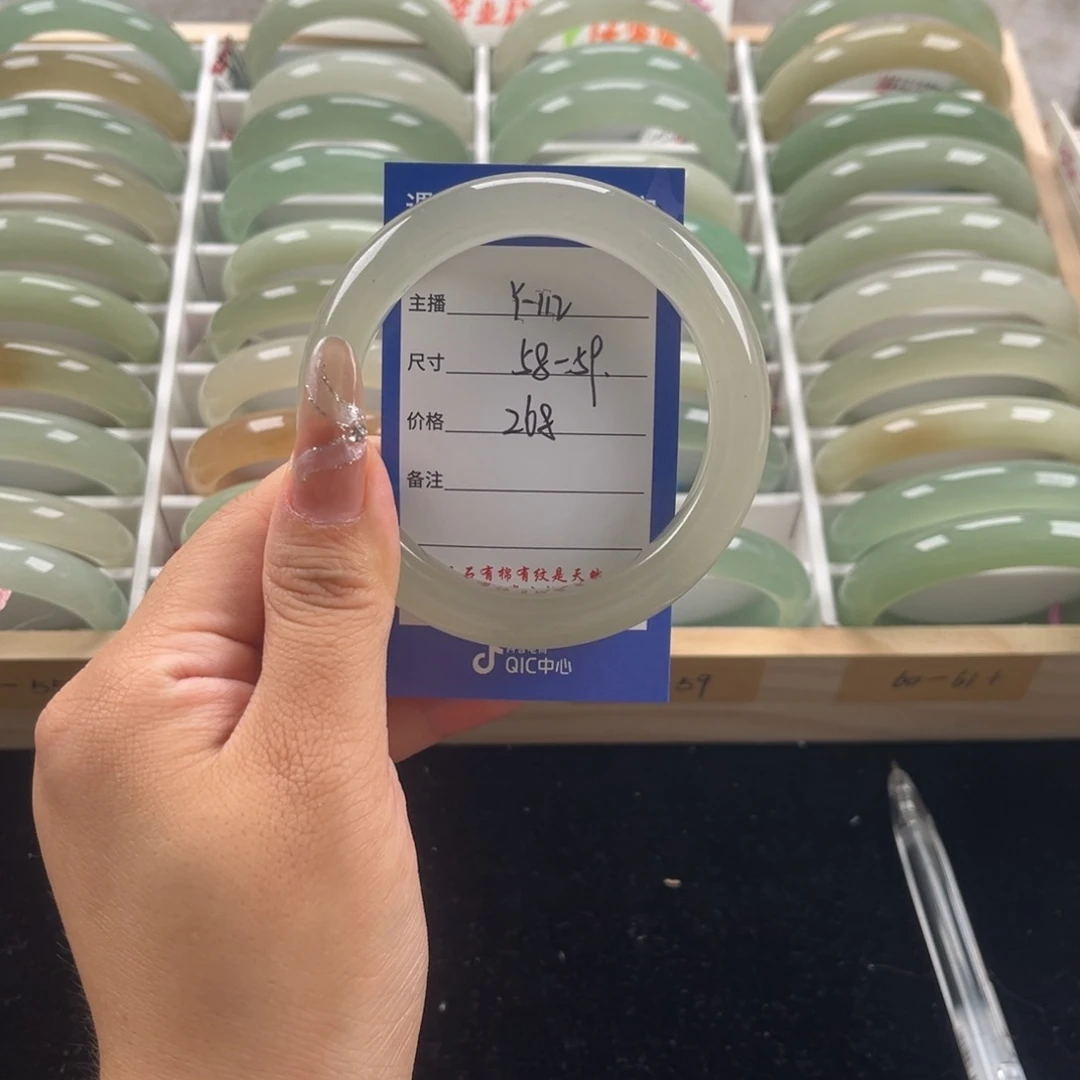 主播 Y-112
尺寸 58-59.
价格 268
备注
石有棉有纹是天
QIC中心
59
60-61+